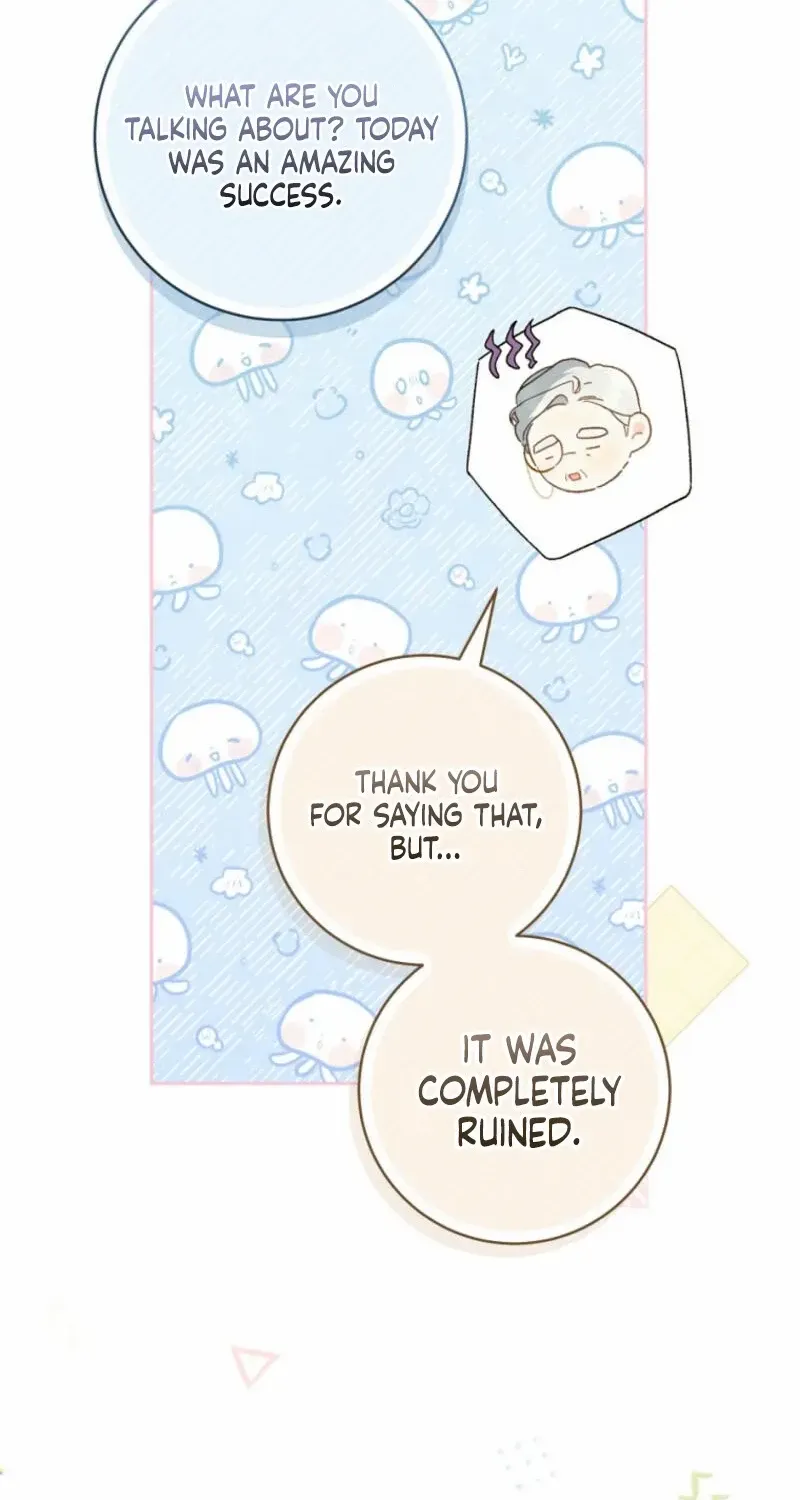 WHAT ARE YOU
TALKING ABOUT? TODAY
WAS AN AMAZING
SUCCESS.
THANK YOU
FOR SAYING THAT,
BUT...
IT WAS
COMPLETELY
RUINED.